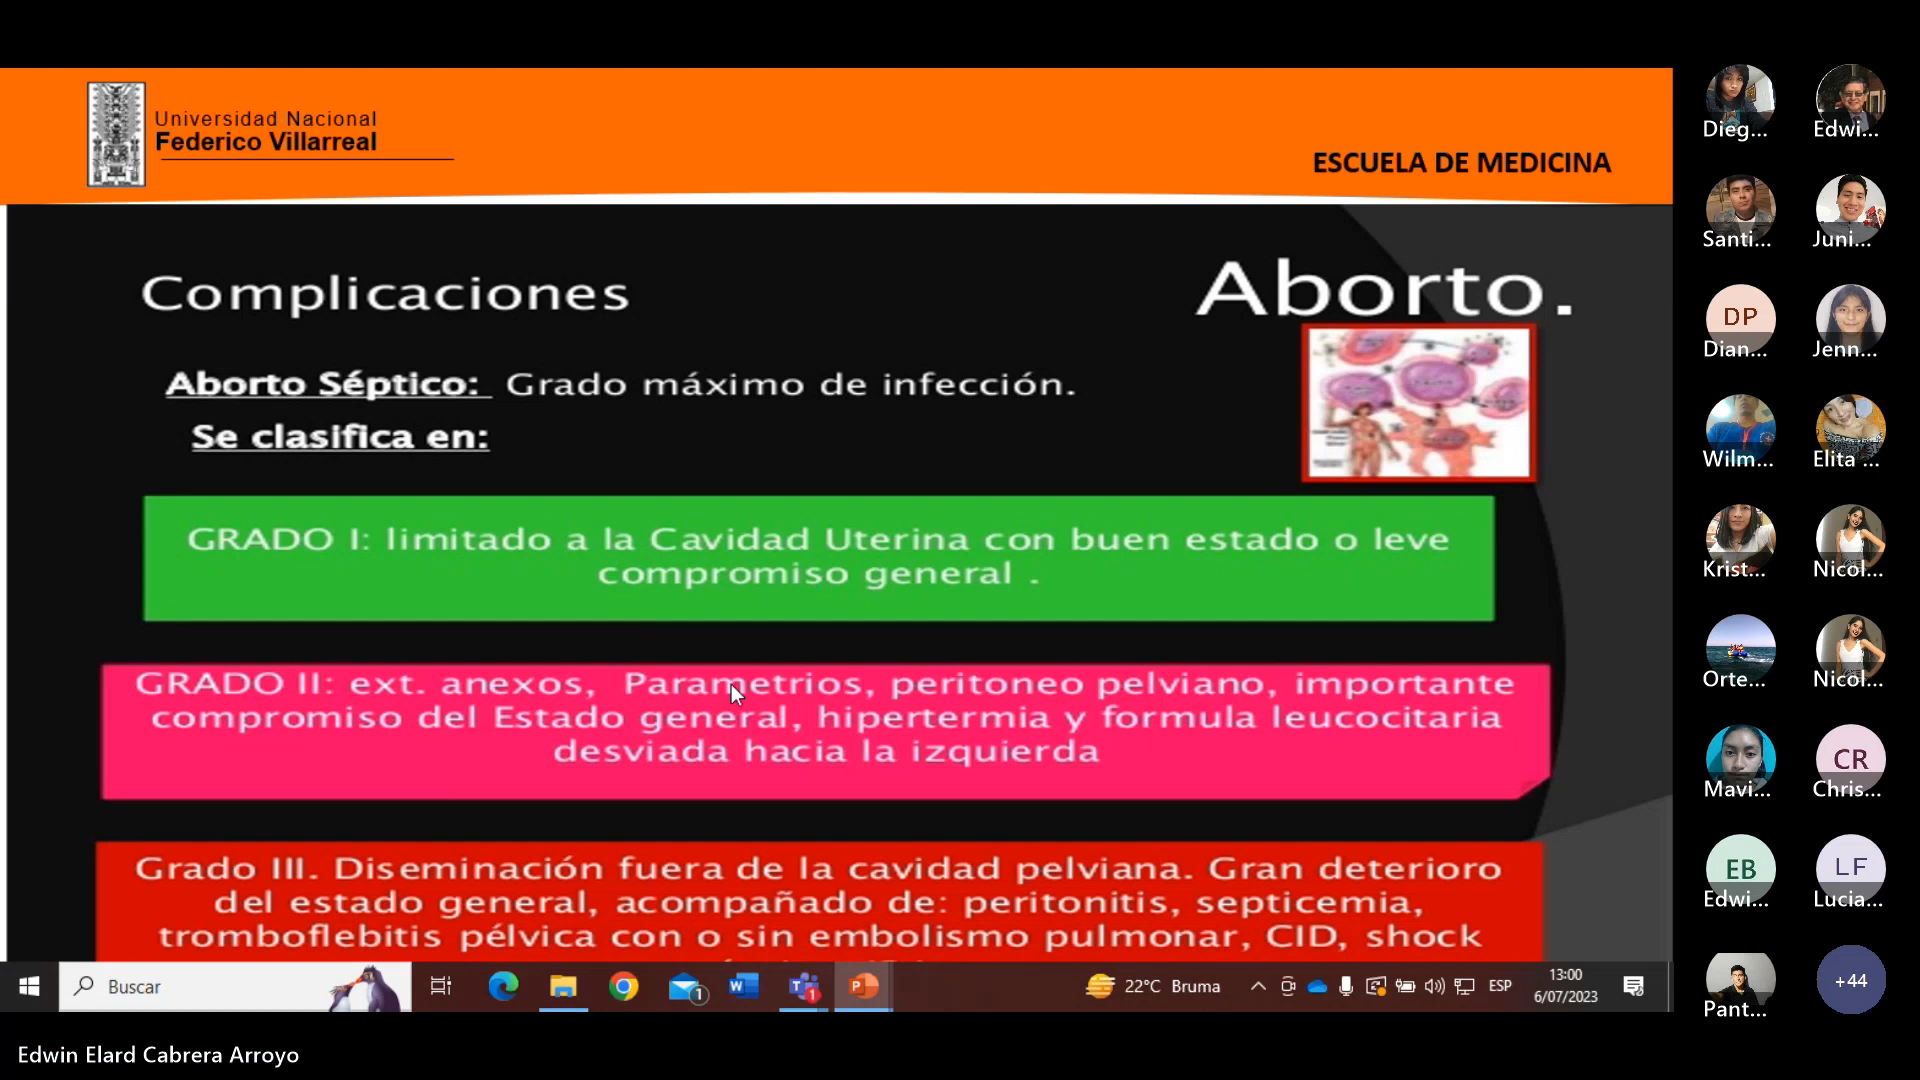 Universidad Nacional
Federico Villarreal
ESCUELA DE MEDICINA
Complicaciones
Aborto.
Aborto Séptico: Grado máximo de infección.
Se clasifica en:
GRADO I: limitado a la Cavidad Uterina con buen estado o leve
compromiso general .
GRADO II: ext. anexos, Parametrios, peritoneo pelviano, importante
compromiso del Estado general, hipertermia y formula leucocitaria
desviada hacia la izquierda
Grado III. Diseminación fuera de la cavidad pelviana. Gran deterioro
del estado general, acompañado de: peritonitis, septicemia,
tromboflebitis pélvica con o sin embolismo pulmonar, CID, shock
Buscar
1
1
22°C Bruma
ESP
13:00
6/07/2023
Edwin Elard Cabrera Arroyo
Dieg...
Edwi...
Santi...
Juni...
DP
Dian...
Jenn...
Wilm...
Elita ...
Krist...
Nicol...
Orte...
Nicol...
Mavi...
CR
Chris...
EB
Edwi...
LF
Lucia...
Pant...
+44